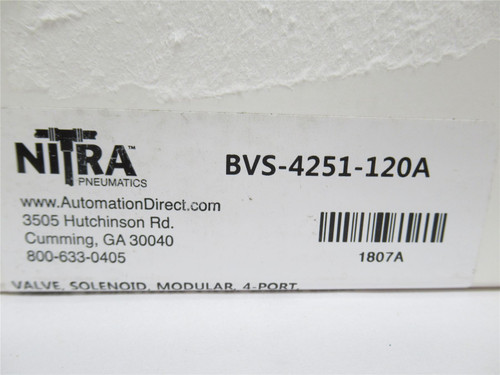 NITRA™
PNEUMATICS
BVS-4251-120A
www.AutomationDirect.com
3505 Hutchinson Rd.
Cumming, GA 30040
800-633-0405
1807A
VALVE, SOLENOID, MODULAR, 4-PORT,